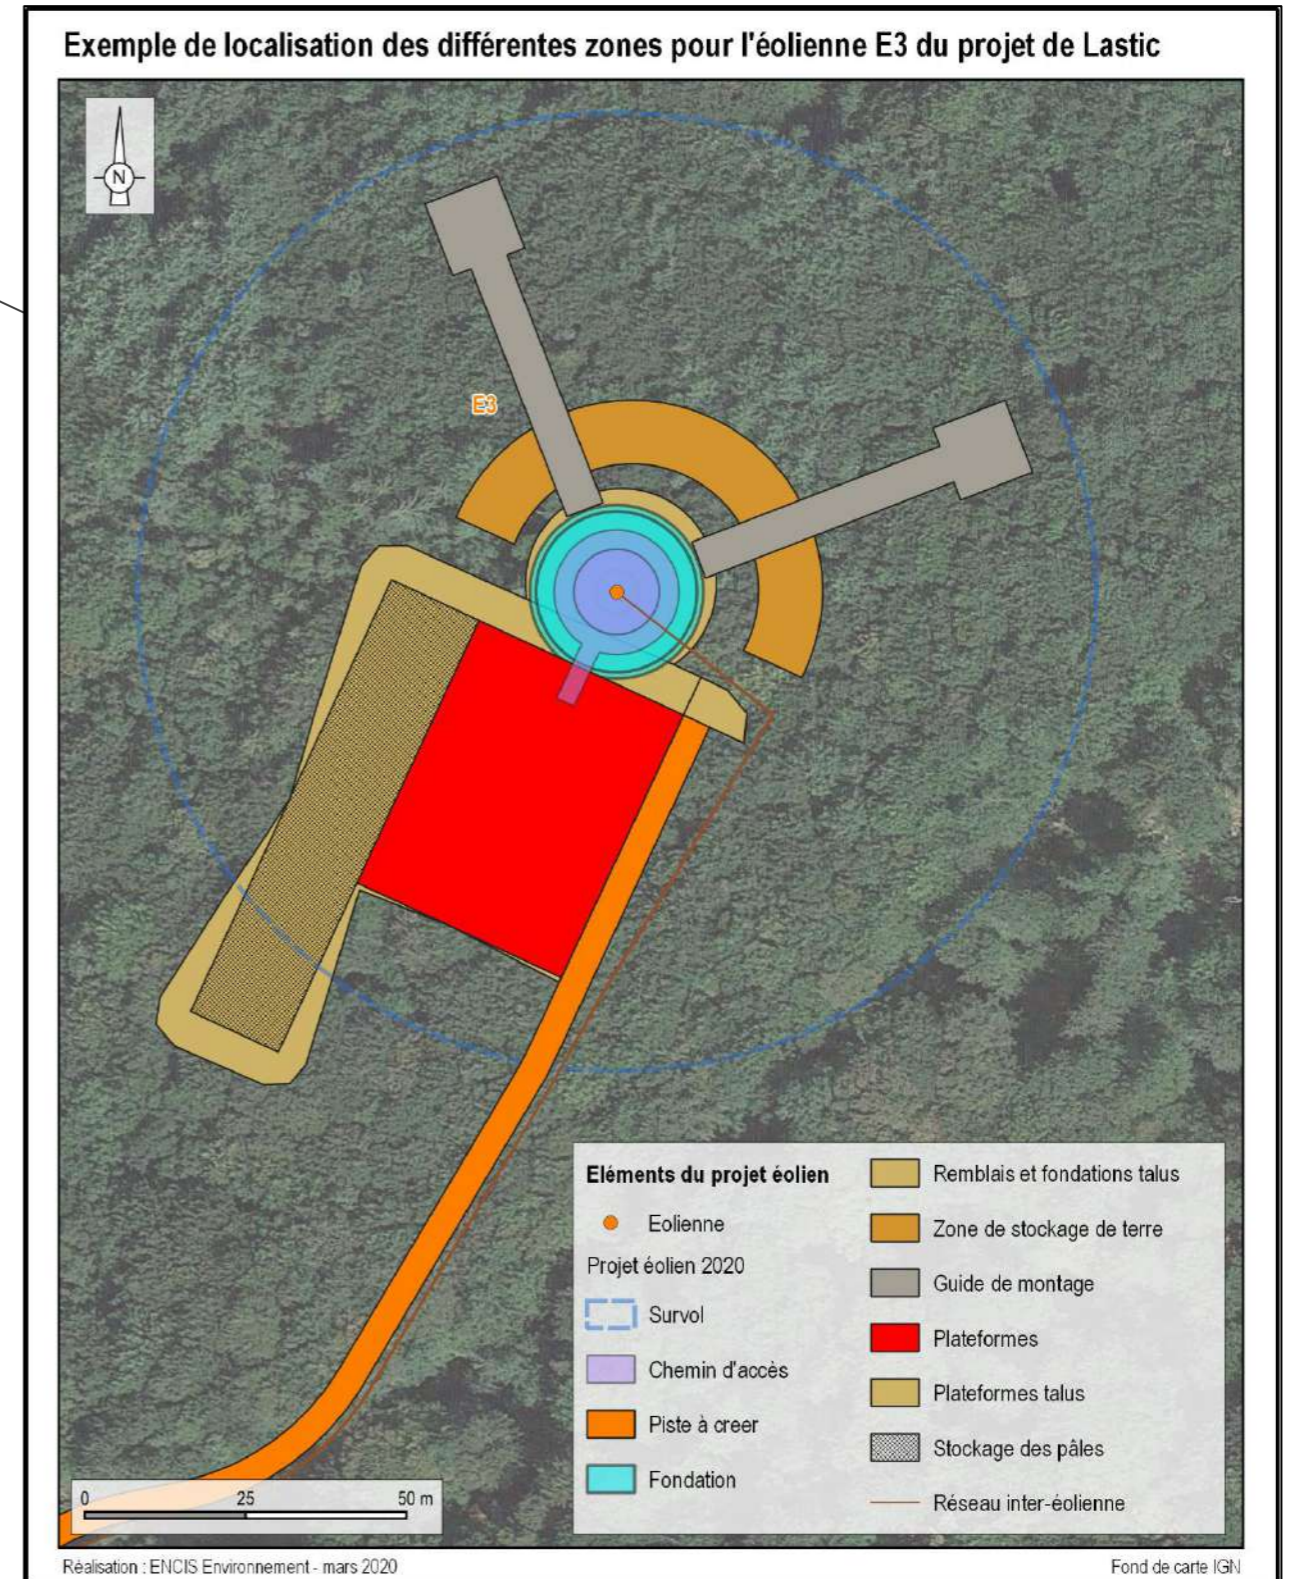 Exemple de localisation des différentes zones pour l'éolienne E3 du projet de Lastic
N
E3
Eléments du projet éolien
Eolienne
Projet éolien 2020
Survol
Chemin d'accès
Piste à creer
Fondation
Remblais et fondations talus
Zone de stockage de terre
Guide de montage
Plateformes
Plateformes talus
Stockage des pâles
Réseau inter-éolienne
0 25 50 m
Réalisation : ENCIS Environnement - mars 2020
Fond de carte IGN